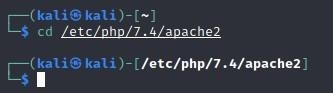 ┌──(kali㉿kali)-[~]
└─$ cd /etc/php/7.4/apache2
┌──(kali㉿kali)-[/etc/php/7.4/apache2]
└─$